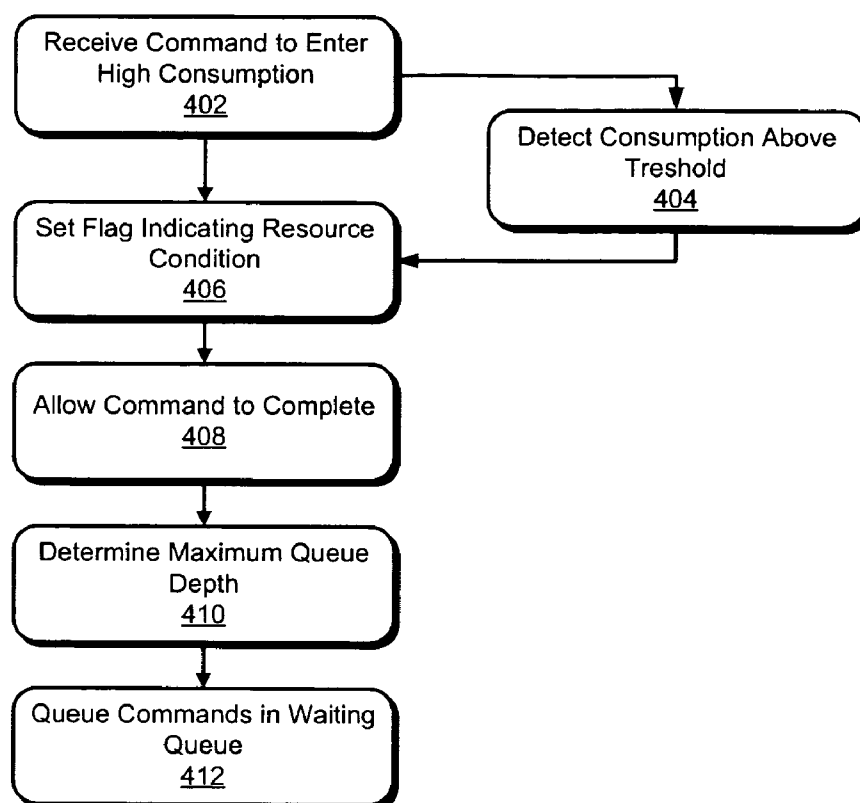 Receive Command to Enter
High Consumption
402
Detect Consumption Above
Treshold
404
Set Flag Indicating Resource
Condition
406
Allow Command to Complete
408
Determine Maximum Queue
Depth
410
Queue Commands in Waiting
Queue
412